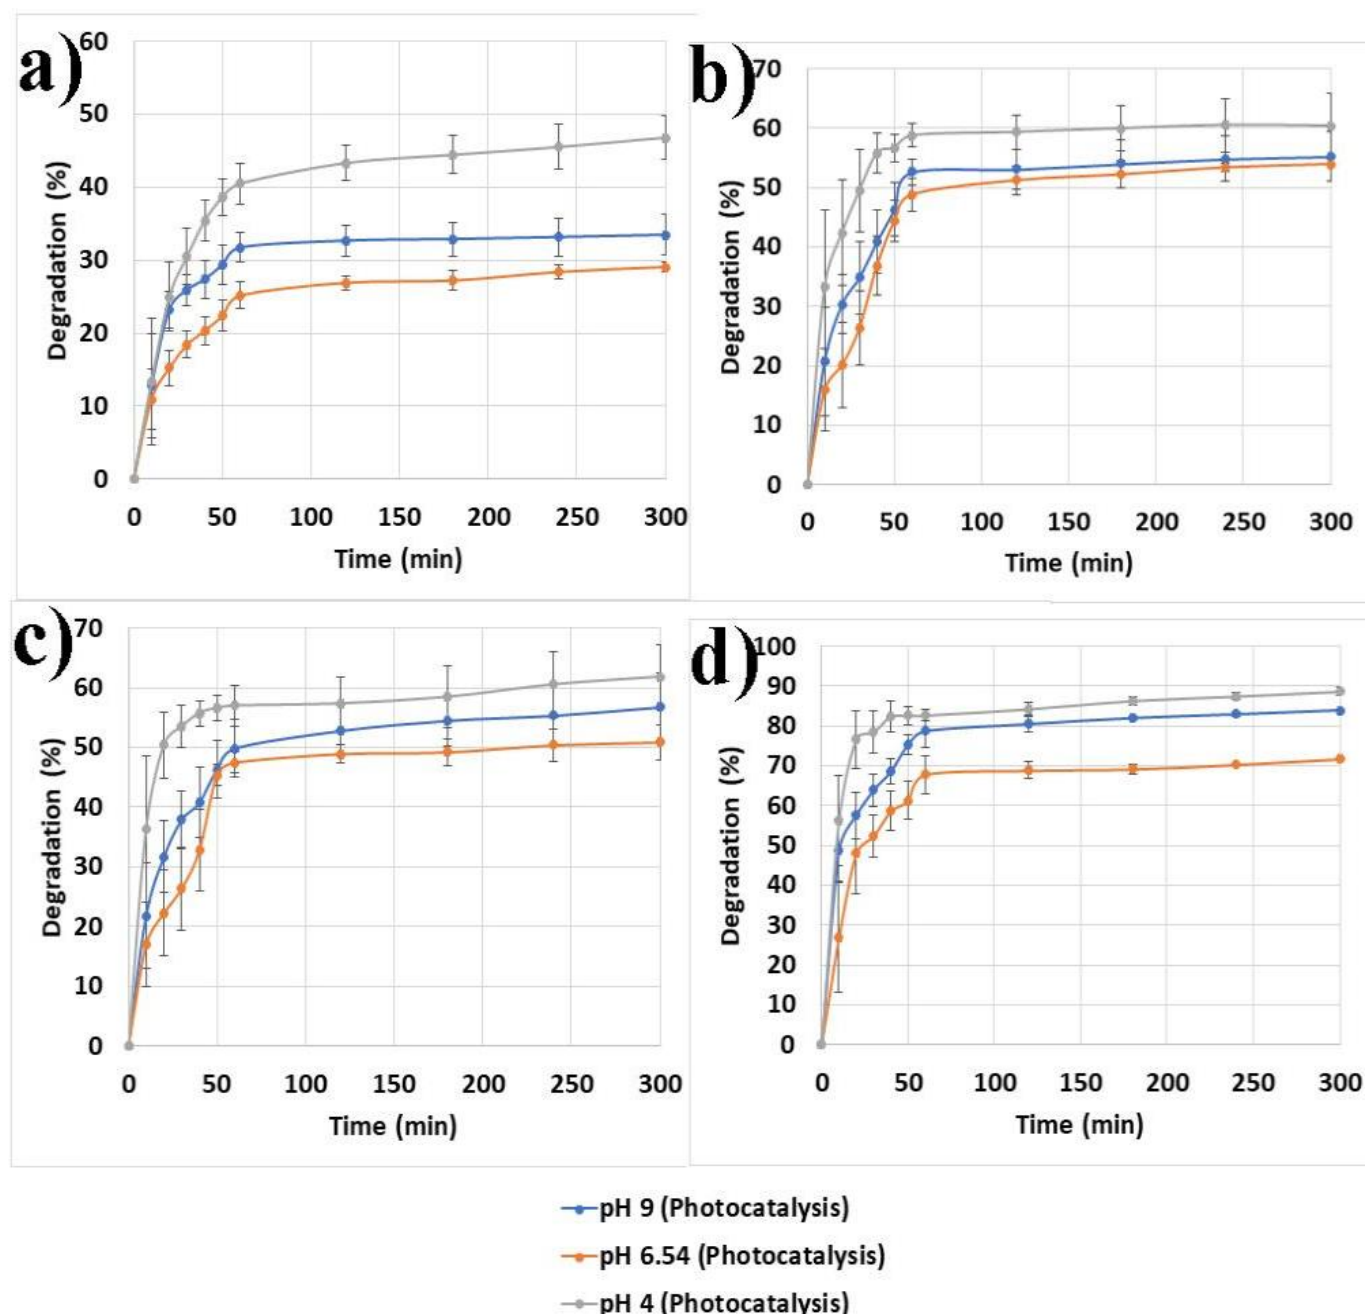 a)
60
50
40
30
20
10
0
Degradation (%)
0 50 100 150 200 250 300
Time (min)
b)
70
60
50
40
30
20
10
0
Degradation (%)
0 50 100 150 200 250 300
Time (min)
c)
70
60
50
40
30
20
10
0
Degradation (%)
0 50 100 150 200 250 300
Time (min)
d)
100
90
80
70
60
50
40
30
20
10
0
Degradation (%)
0 50 100 150 200 250 300
Time (min)
pH 9 (Photocatalysis)
pH 6.54 (Photocatalysis)
pH 4 (Photocatalysis)